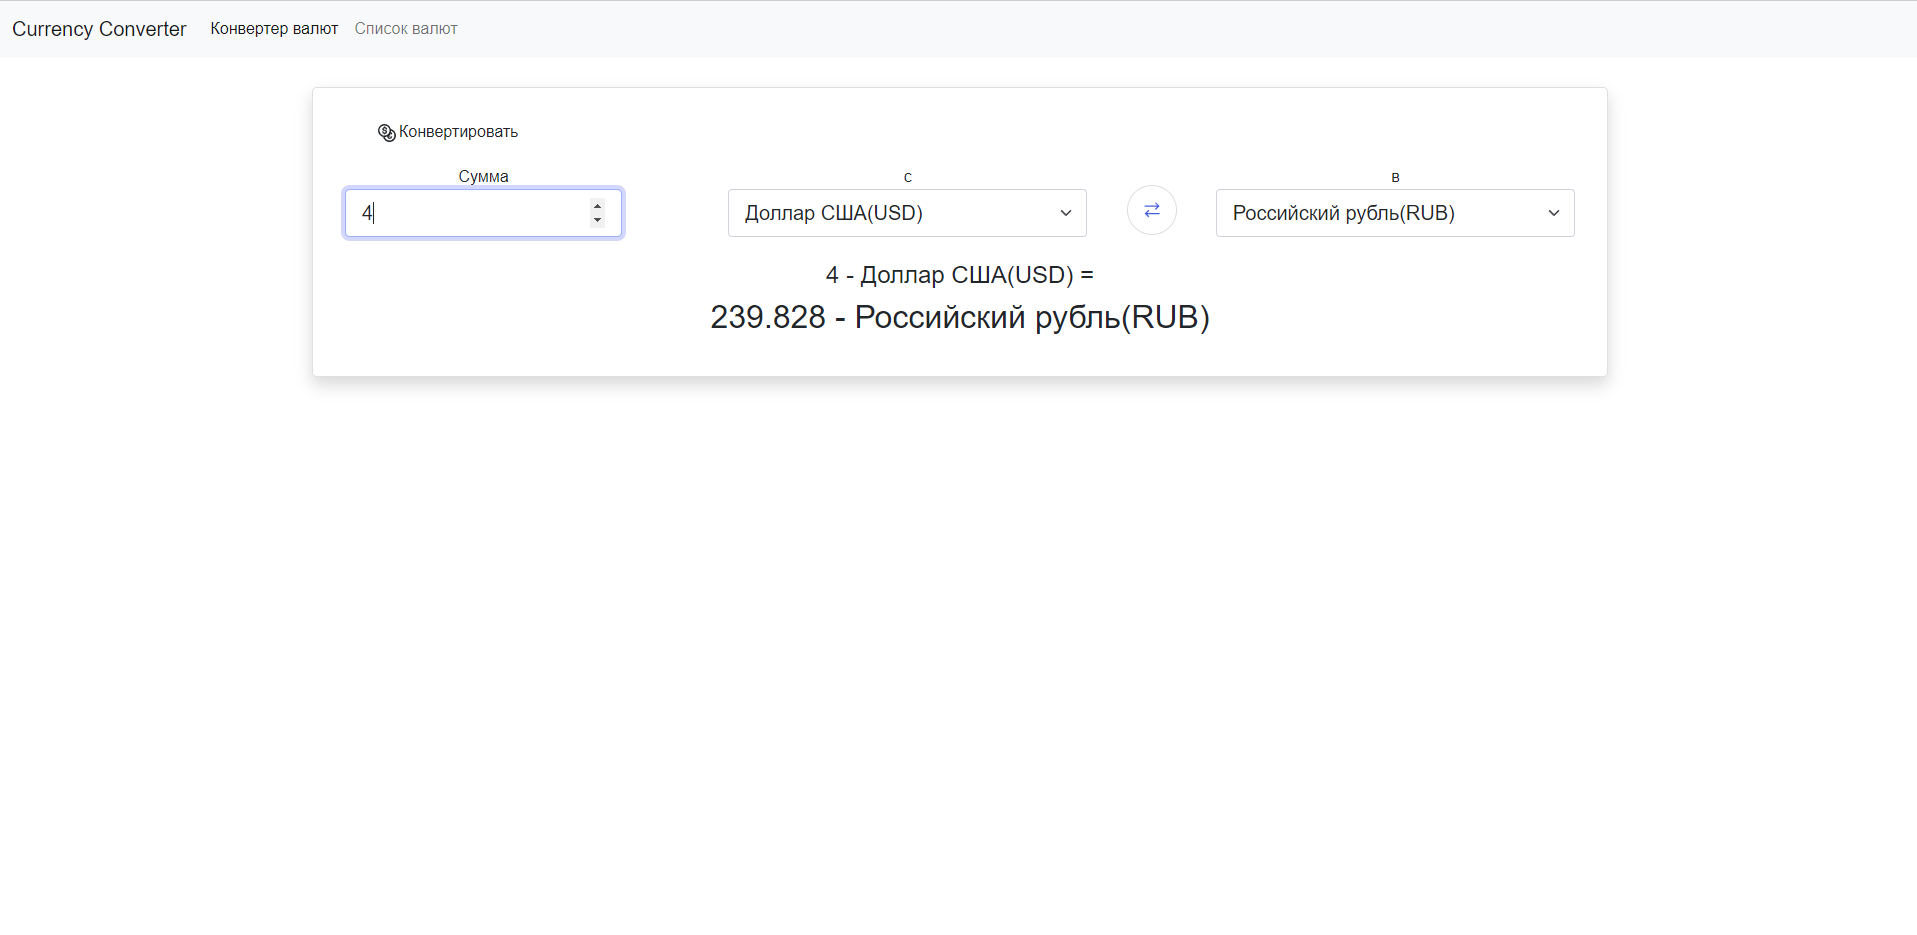 Currency Converter Конвертер валют Список валют
Конвертировать
Сумма с в
4 Доллар США(USD) Российский рубль(RUB)
4 - Доллар США(USD) =
239.828 - Российский рубль(RUB)